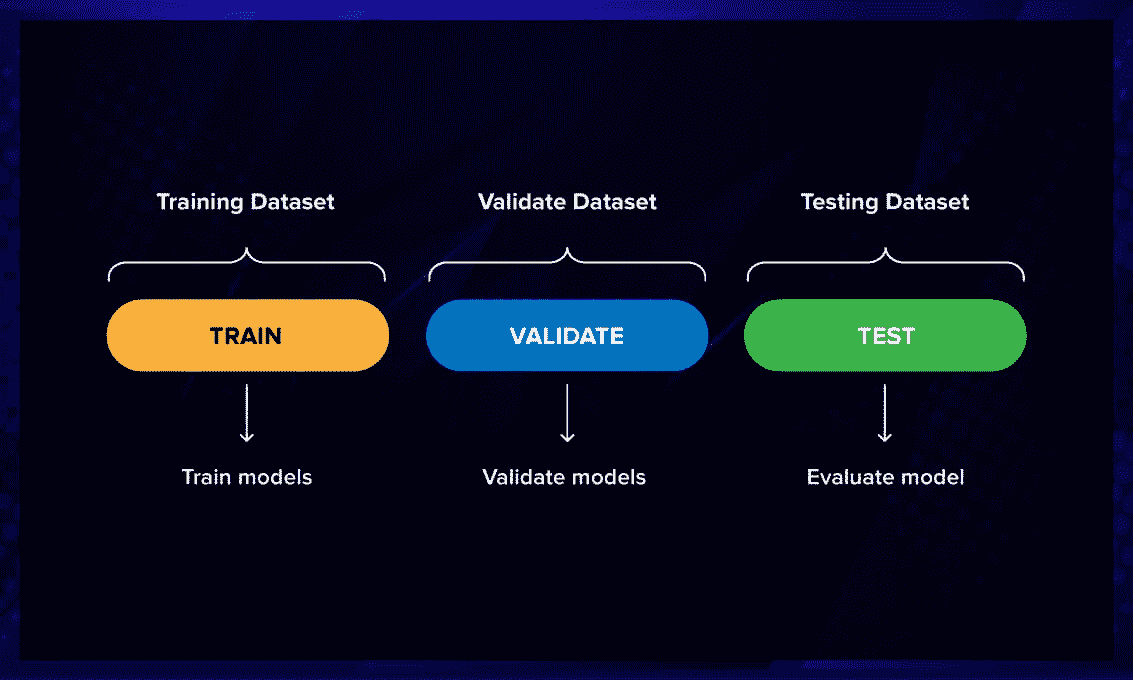 Training Dataset
Validate Dataset
Testing Dataset
TRAIN
VALIDATE
TEST
Train models
Validate models
Evaluate model